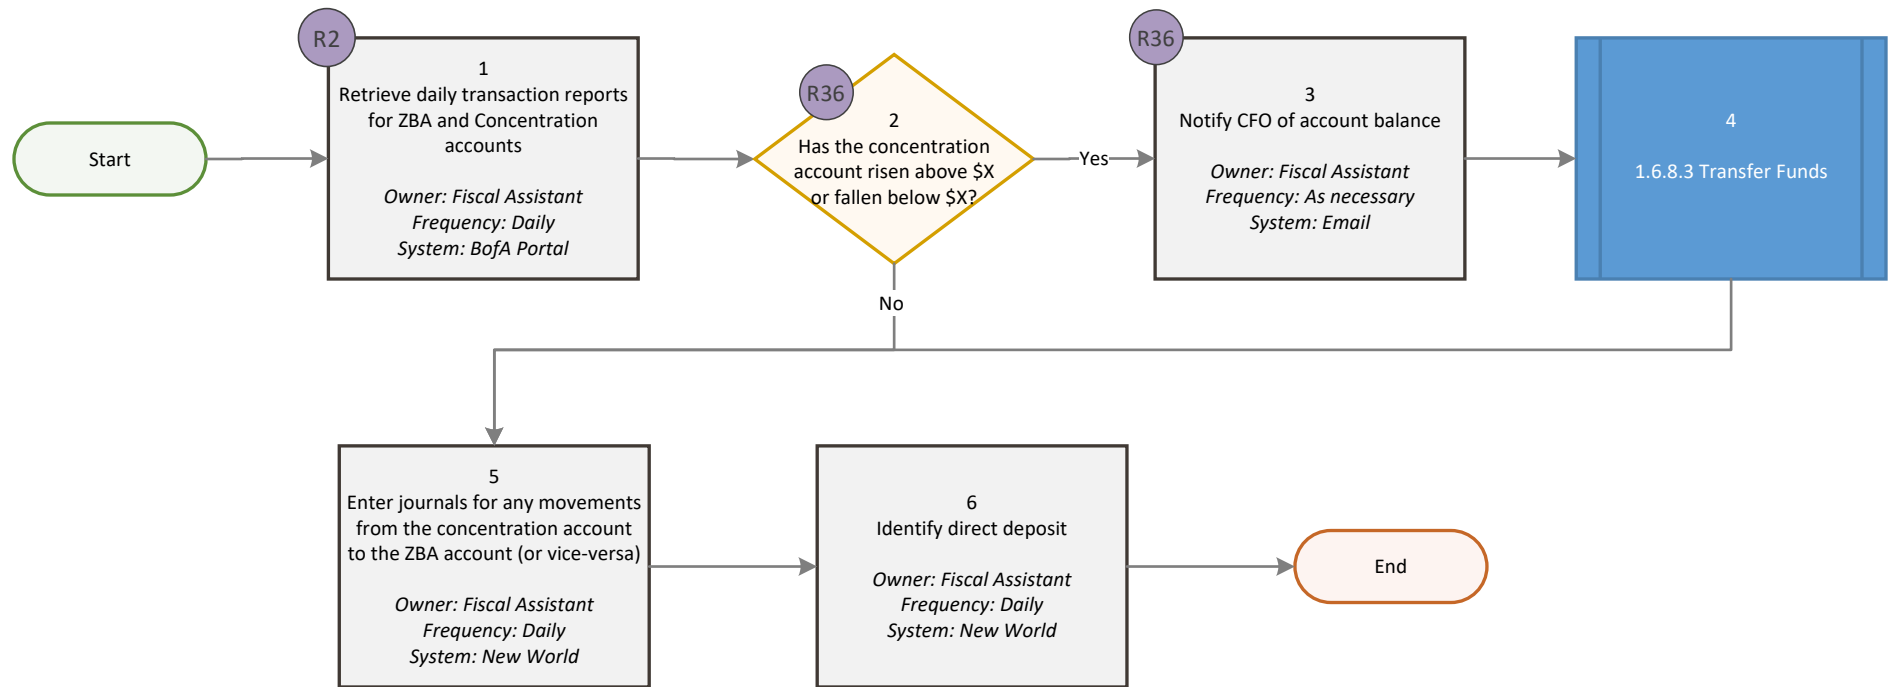 Start
R2
1
Retrieve daily transaction reports
for ZBA and Concentration
accounts
Owner: Fiscal Assistant
Frequency: Daily
System: BofA Portal
R36
2
Has the concentration
account risen above $X
or fallen below $X?
Yes
No
R36
3
Notify CFO of account balance
Owner: Fiscal Assistant
Frequency: As necessary
System: Email
4
1.6.8.3 Transfer Funds
5
Enter journals for any movements
from the concentration account
to the ZBA account (or vice-versa)
Owner: Fiscal Assistant
Frequency: Daily
System: New World
6
Identify direct deposit
Owner: Fiscal Assistant
Frequency: Daily
System: New World
End